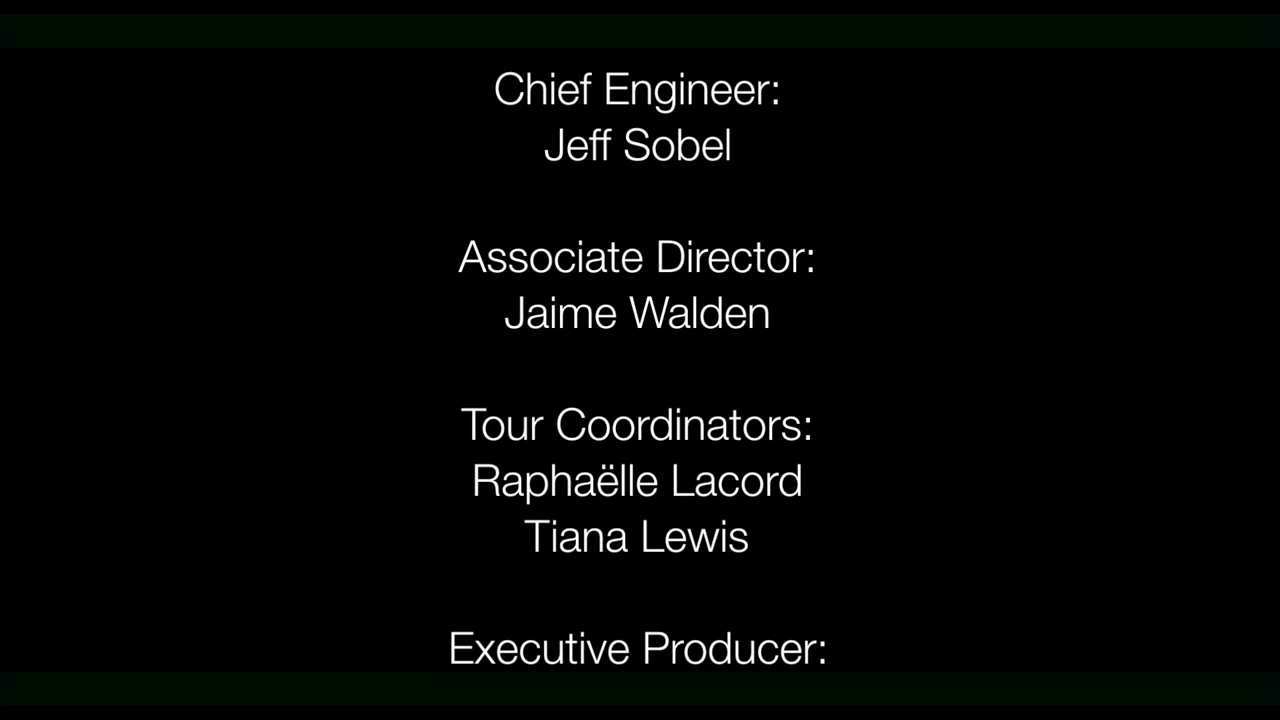 Chief Engineer:
Jeff Sobel
Associate Director:
Jaime Walden
Tour Coordinators:
Raphaëlle Lacord
Tiana Lewis
Executive Producer: